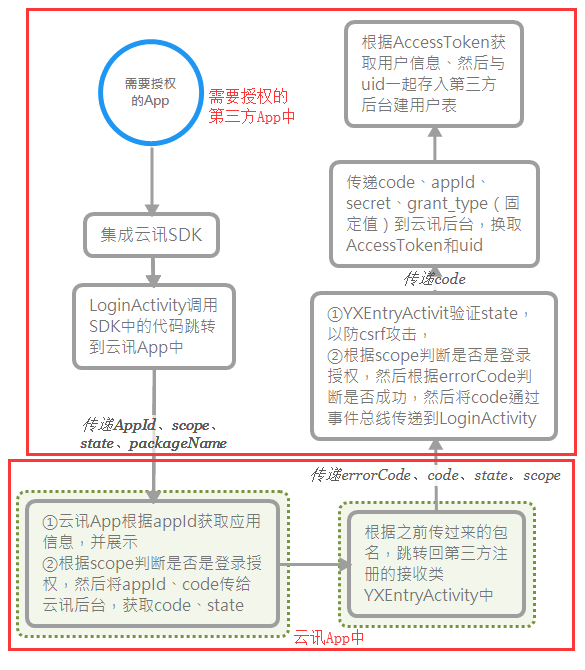 需要授权
的App
需要授权的
第三方App中
集成云讯SDK
LoginActivity调用
SDK中的代码跳转
到云讯App中
传递AppId、scope、
state、packageName
①云讯App根据appId获取应用
信息，并展示
②根据scope判断是否是登录授
权，然后将appId、code传给
云讯后台，获取code、state
云讯App中
根据之前传过来的包
名，跳转回第三方注
册的接收类
YXEntryActivity中
传递errorCode、code、state。scope
①YXEntryActivit验证state，
以防csrf攻击，
②根据scope判断是否是登录
授权，然后根据errorCode判
断是否成功，然后将code通过
事件总线传递到LoginActivity
传递code
传递code、appId、
secret、grant_type（固
定值）到云讯后台，换取
AccessToken和uid
根据AccessToken获
取用户信息、然后与
uid一起存入第三方
后台建用户表